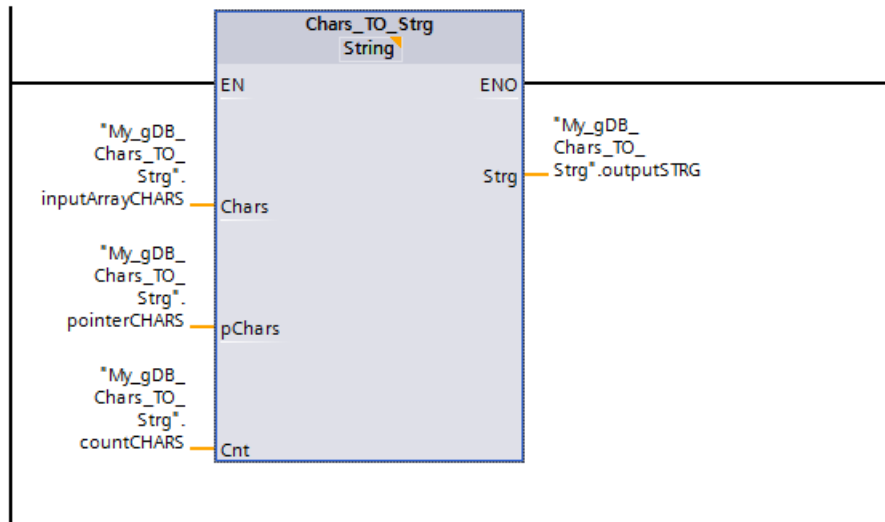 Chars_TO_Strg
String
EN
ENO
"My_gDB_
Chars_TO_
Strg".
inputArrayCHARS
Chars
"My_gDB_
Chars_TO_
Strg".outputSTRG
Strg
"My_gDB_
Chars_TO_
Strg".
pointerCHARS
pChars
"My_gDB_
Chars_TO_
Strg".
countCHARS
Cnt